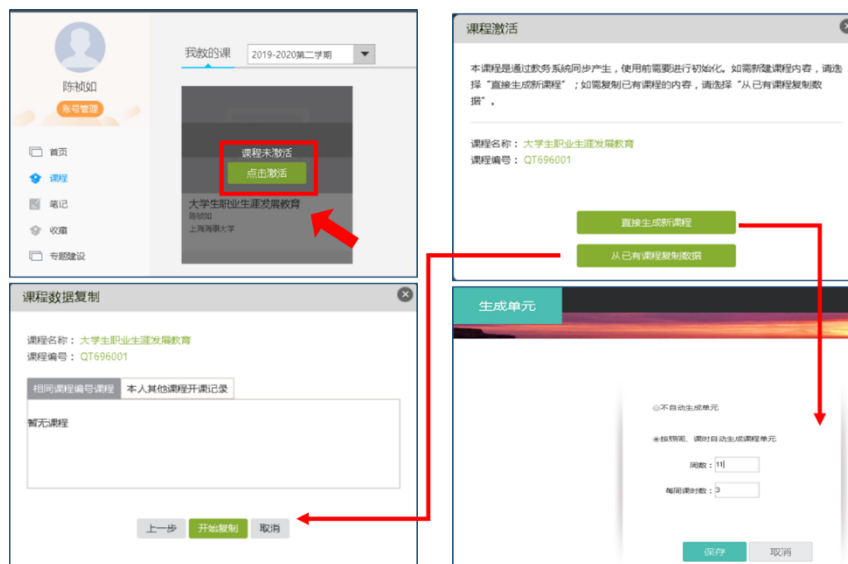 陈祯如
账号管理
首页
课程
笔记
收藏
专题建设
我教的课
2019-2020第二学期
课程未激活
点击激活
大学生职业生涯发展教育
陈祯如
上海海事大学
课程激活
本课程是通过教务系统同步产生，使用前需要进行初始化。如需新建课程内容，请选
择“直接生成新课程”；如需复制已有课程的内容，请选择“从已有课程复制数
据”。
课程名称：大学生职业生涯发展教育
课程编号：QT696001
直接生成新课程
从已有课程复制数据
课程数据复制
课程名称：大学生职业生涯发展教育
课程编号：QT696001
相同课程编号课程 本人其他课程开课记录
暂无课程
上一步 开始复制 取消
生成单元
不自动生成单元
按照周、课时自动生成课程单元
周数：11
每周课时数：3
保存 取消